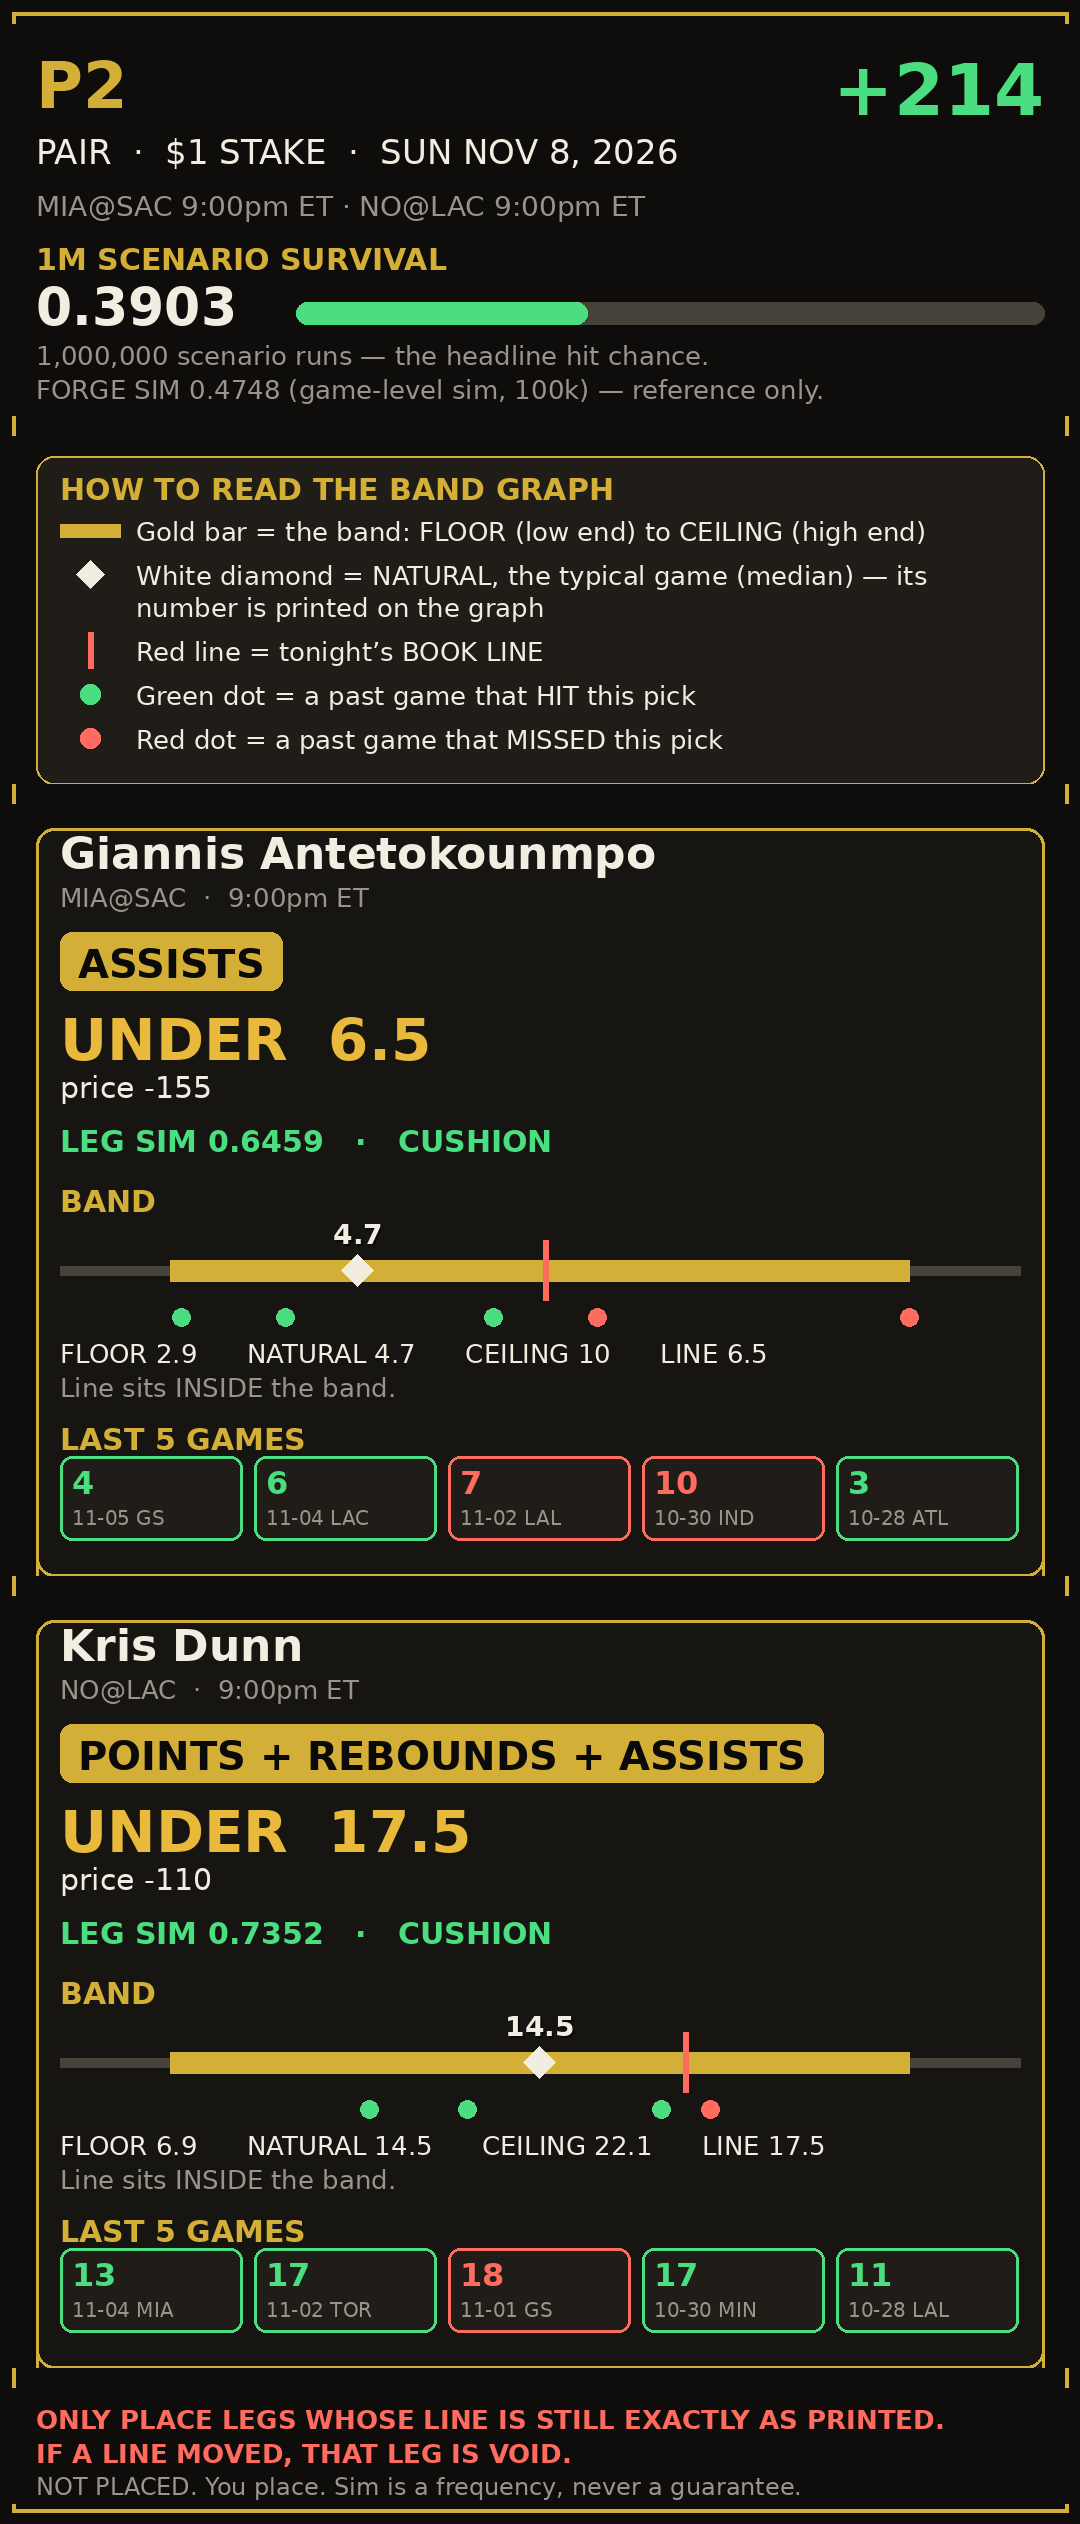 P2
+214
PAIR · $1 STAKE · SUN NOV 8, 2026
MIA@SAC 9:00pm ET · NO@LAC 9:00pm ET
1M SCENARIO SURVIVAL
0.3903
1,000,000 scenario runs — the headline hit chance.
FORGE SIM 0.4748 (game-level sim, 100k) — reference only.
HOW TO READ THE BAND GRAPH
Gold bar = the band: FLOOR (low end) to CEILING (high end)
White diamond = NATURAL, the typical game (median) — its
number is printed on the graph
Red line = tonight’s BOOK LINE
Green dot = a past game that HIT this pick
Red dot = a past game that MISSED this pick
Giannis Antetokounmpo
MIA@SAC · 9:00pm ET
ASSISTS
UNDER 6.5
price -155
LEG SIM 0.6459 · CUSHION
BAND
4.7
FLOOR 2.9 NATURAL 4.7 CEILING 10 LINE 6.5
Line sits INSIDE the band.
LAST 5 GAMES
4 6 7 10 3
11-05 GS 11-04 LAC 11-02 LAL 10-30 IND 10-28 ATL
Kris Dunn
NO@LAC · 9:00pm ET
POINTS + REBOUNDS + ASSISTS
UNDER 17.5
price -110
LEG SIM 0.7352 · CUSHION
BAND
14.5
FLOOR 6.9 NATURAL 14.5 CEILING 22.1 LINE 17.5
Line sits INSIDE the band.
LAST 5 GAMES
13 17 18 17 11
11-04 MIA 11-02 TOR 11-01 GS 10-30 MIN 10-28 LAL
ONLY PLACE LEGS WHOSE LINE IS STILL EXACTLY AS PRINTED.
IF A LINE MOVED, THAT LEG IS VOID.
NOT PLACED. You place. Sim is a frequency, never a guarantee.